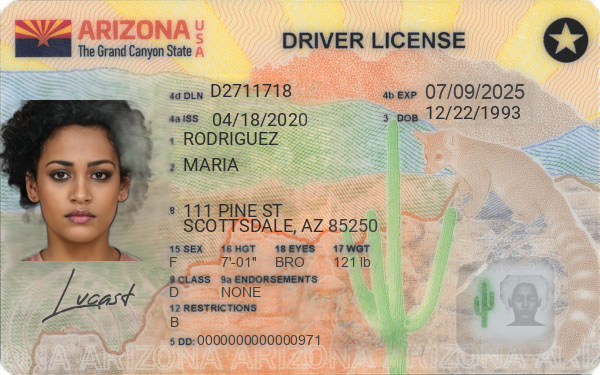 ARIZONA USA
The Grand Canyon State
DRIVER LICENSE
4d DLN D2711718
4b EXP 07/09/2025
4a ISS 04/18/2020
3 DOB 12/22/1993
1 RODRIGUEZ
2 MARIA
8 111 PINE ST
SCOTTSDALE, AZ 85250
15 SEX 16 HGT 18 EYES 17 WGT
F 7'-01" BRO 121 lb
9 CLASS 9a ENDORSEMENTS
D NONE
12 RESTRICTIONS
B
5 DD: 0000000000000971
Lucast
ONA ARIZONA ARIZONA ARIZONA ARIZ